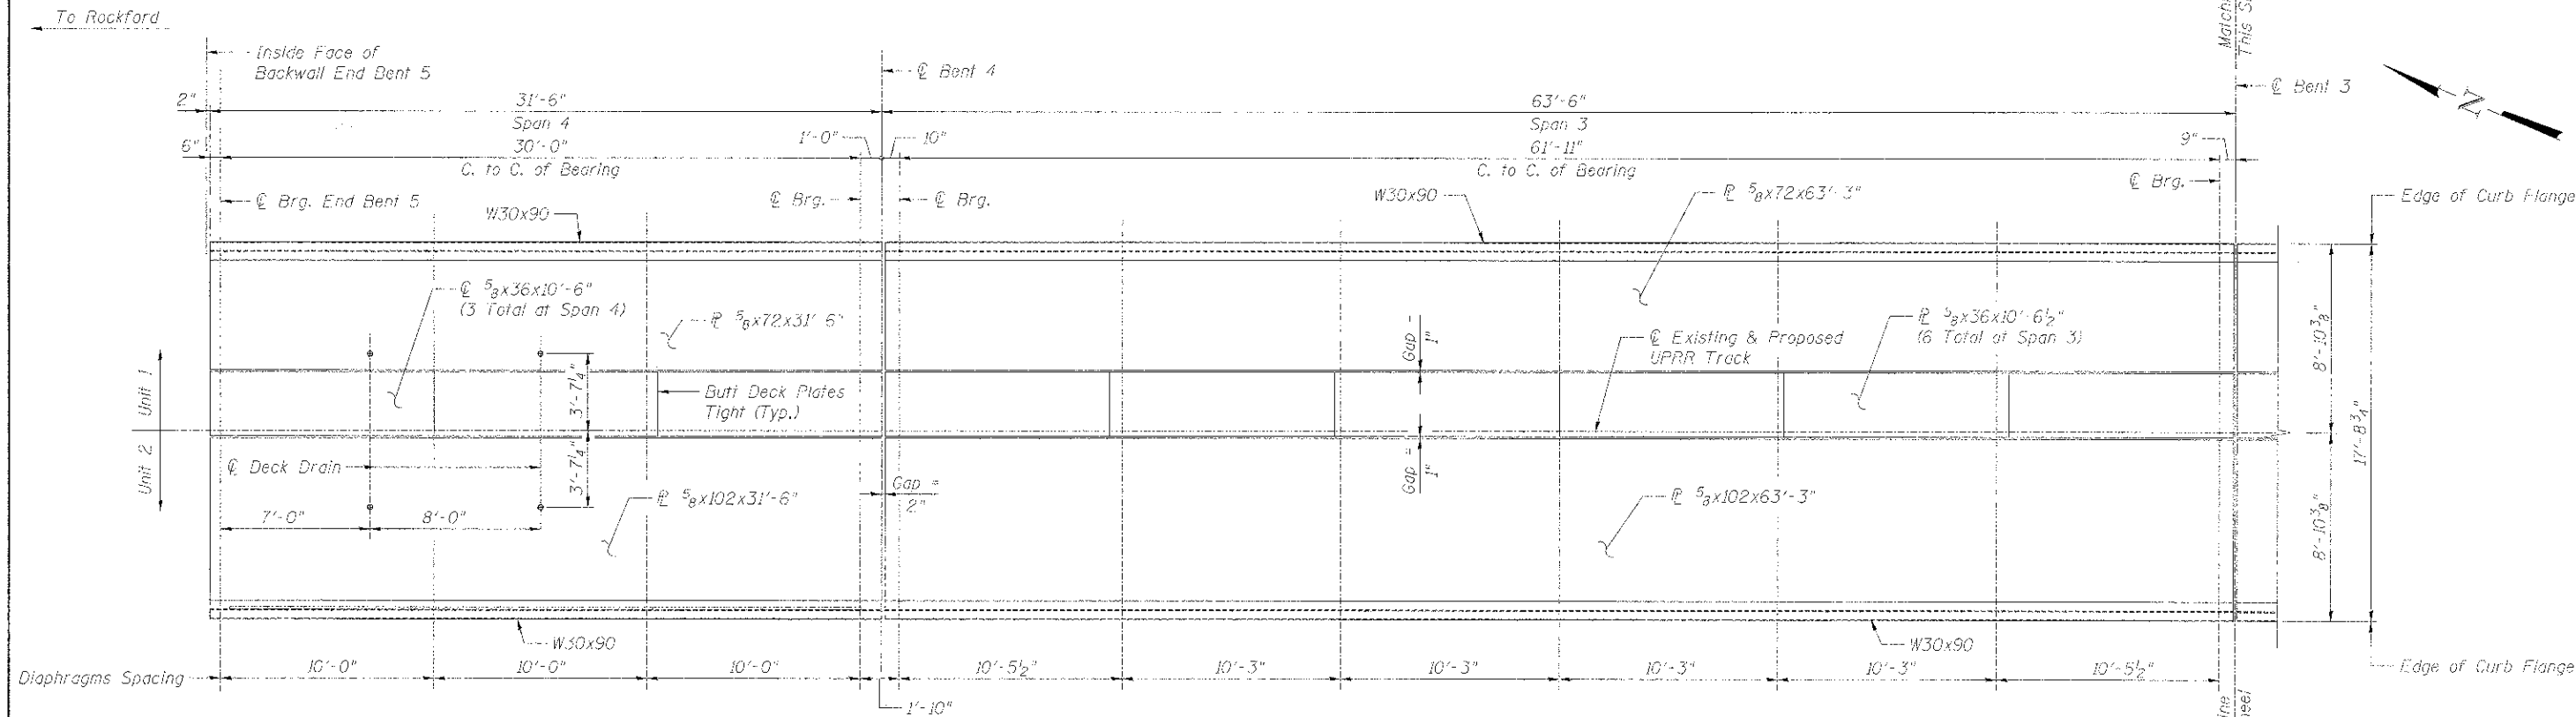 To Rockford
Inside Face of
Backwall End Bent 5
℄ Bent 4
℄ Bent 3
This
2"
31'-6"
Span 4
63'-6"
Span 3
6"
30'-0"
C. to C. of Bearing
1'-0"
10"
61'-11"
C. to C. of Bearing
9"
℄ Brg. End Bent 5
℄ Brg.
℄ Brg.
℄ Brg.
N
W30x90
W30x90
℄ 5/8x36x10'-6"
(3 Total at Span 4)
℄ 5/8x72x31'-6"
℄ 5/8x72x63'-3"
Edge of Curb Flange
Gap =
1"
℄ Existing & Proposed
UPRR Track
℄ 5/8x36x10'-6½"
(6 Total at Span 3)
8'-10⅜"
Unit 1
Unit 2
3'-7¼"
3'-7¼"
Butt Deck Plates
Tight (Typ.)
17'-8¾"
℄ Deck Drain
7'-0"
8'-0"
℄ 5/8x102x31'-6"
Gap =
2"
Gap =
1"
℄ 5/8x102x63'-3"
8'-10⅜"
W30x90
W30x90
Edge of Curb Flange
Diaphragms Spacing
10'-0"
10'-0"
10'-0"
1'-10"
10'-5½"
10'-3"
10'-3"
10'-3"
10'-3"
10'-5½"